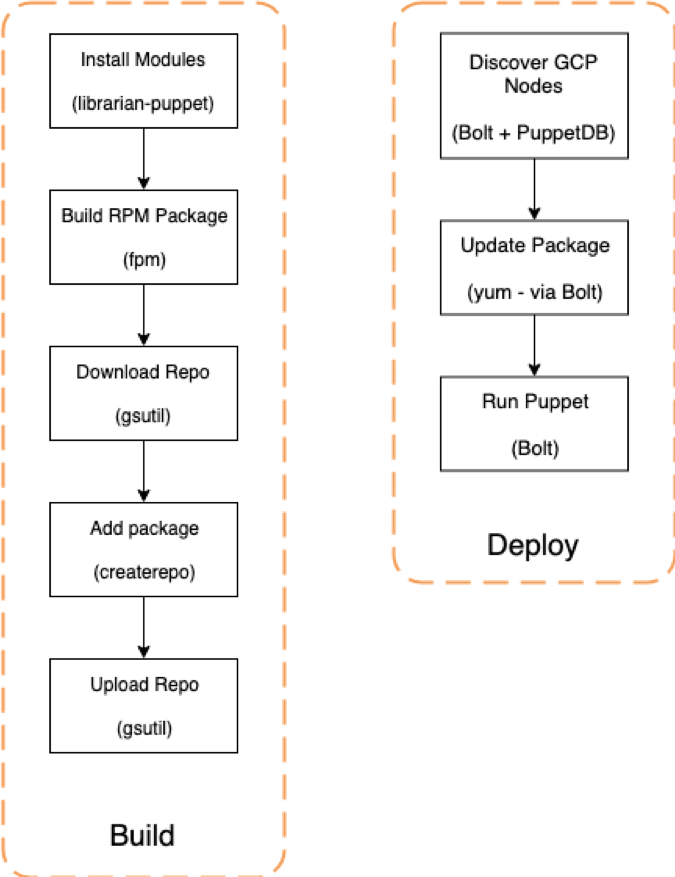 Install Modules
(librarian-puppet)
Build RPM Package
(fpm)
Download Repo
(gsutil)
Add package
(createrepo)
Upload Repo
(gsutil)
Build
Discover GCP
Nodes
(Bolt + PuppetDB)
Update Package
(yum - via Bolt)
Run Puppet
(Bolt)
Deploy